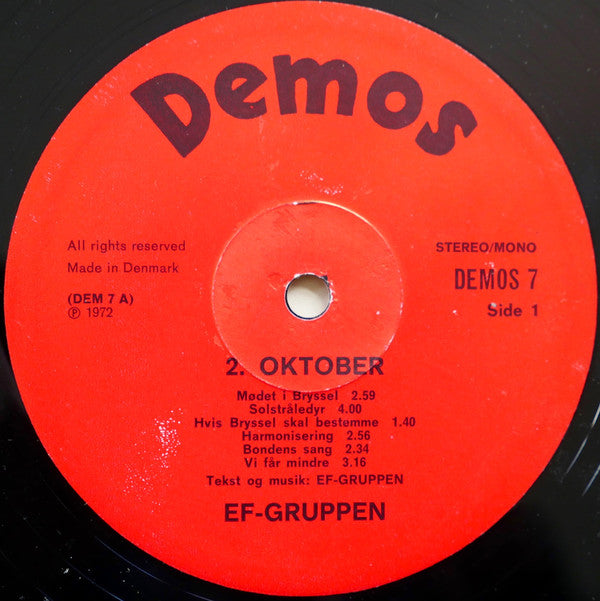 Demos
All rights reserved
Made in Denmark
(DEM 7 A)
℗ 1972
STEREO/MONO
DEMOS 7
Side 1
2. OKTOBER
Mødet i Bryssel 2.59
Solstråledyr 4.00
Hvis Bryssel skal bestemme 1.40
Harmonisering 2.56
Bondens sang 2.34
Vi får mindre 3.16
Tekst og musik: EF-GRUPPEN
EF-GRUPPEN